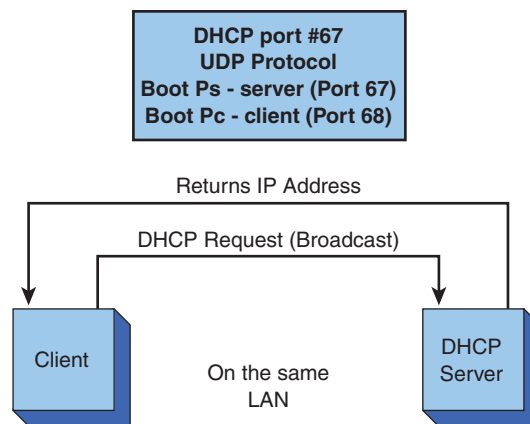 DHCP port #67
UDP Protocol
Boot Ps - server (Port 67)
Boot Pc - client (Port 68)
Returns IP Address
DHCP Request (Broadcast)
Client
On the same
LAN
DHCP
Server